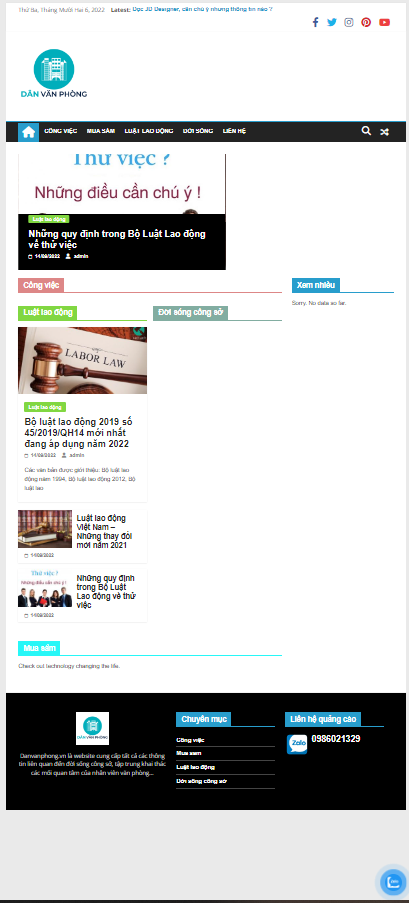 Thứ Ba, Tháng Mười Hai 6, 2022 Latest: Đọc JD Designer, cần chú ý những thông tin nào ?
DÂN VĂN PHÒNG
CÔNG VIỆC MUA SẮM LUẬT LAO ĐỘNG ĐỜI SỐNG LIÊN HỆ
Thử việc ?
Những điều cần chú ý !
Luật lao động
Những quy định trong Bộ Luật Lao động
về thử việc
14/08/2022 admin
Công việc
Xem nhiều
Sorry. No data so far.
Luật lao động
Đời sống công sở
LABOR LAW
Luật lao động
Bộ luật lao động 2019 số
45/2019/QH14 mới nhất
đang áp dụng năm 2022
14/08/2022 admin
Các văn bản được giới thiệu: Bộ luật lao
động năm 1994, Bộ luật lao động 2012, Bộ
luật lao
Luật lao động
Việt Nam –
Những thay đổi
mới năm 2021
14/08/2022
Thử việc ?
Những điều cần chú ý !
Những quy định
trong Bộ Luật
Lao động về thử
việc
14/08/2022
Mua sắm
Check out technology changing the life.
DÂN VĂN PHÒNG
Danvanphong.vn là website cung cấp tất cả các thông
tin liên quan đến đời sống công sở, tập trung khai thác
các mối quan tâm của nhân viên văn phòng...
Chuyên mục
Công việc
Mua sắm
Luật lao động
Đời sống công sở
Liên hệ quảng cáo
Zalo
0986021329